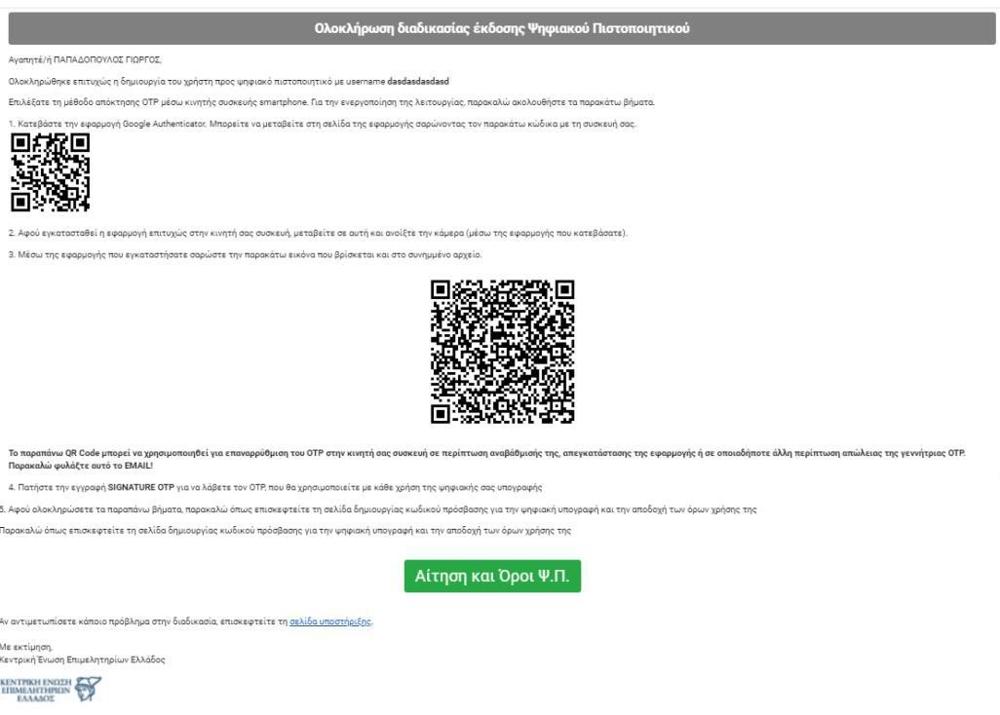 Ολοκλήρωση διαδικασίας έκδοσης Ψηφιακού Πιστοποιητικού
Αγαπητέ/ή ΠΑΠΑΔΟΠΟΥΛΟΣ ΓΙΩΡΓΟΣ,
Ολοκληρώθηκε επιτυχώς η δημιουργία του χρήστη προς ψηφιακό πιστοποιητικό με username dasdasdasdasd
Επιλέξατε τη μέθοδο απόκτησης OTP μέσω κινητής συσκευής smartphone. Για την ενεργοποίηση της λειτουργίας, παρακαλώ ακολουθήστε τα παρακάτω βήματα.
1. Κατεβάστε την εφαρμογή Google Authenticator. Μπορείτε να μεταβείτε στη σελίδα της εφαρμογής σαρώνοντας τον παρακάτω κώδικα με τη συσκευή σας.
2. Αφού εγκατασταθεί η εφαρμογή επιτυχώς στην κινητή σας συσκευή, μεταβείτε σε αυτή και ανοίξτε την κάμερα (μέσω της εφαρμογής που κατεβάσατε).
3. Μέσω της εφαρμογής που εγκαταστήσατε σαρώστε την παρακάτω εικόνα που βρίσκεται και στο συνημμένο αρχείο.
Το παραπάνω QR Code μπορεί να χρησιμοποιηθεί για επαναρρύθμιση του OTP στην κινητή σας συσκευή σε περίπτωση αναβάθμισής της, απεγκατάστασης της εφαρμογής ή σε οποιαδήποτε άλλη περίπτωση απώλειας της γεννήτριας OTP.
Παρακαλώ φυλάξτε αυτό το EMAIL!
4. Πατήστε την εγγραφή SIGNATURE OTP για να λάβετε τον OTP, που θα χρησιμοποιείτε με κάθε χρήση της ψηφιακής σας υπογραφής
5. Αφού ολοκληρώσετε τα παραπάνω βήματα, παρακαλώ όπως επισκεφτείτε τη σελίδα δημιουργίας κωδικού πρόσβασης για την ψηφιακή υπογραφή και την αποδοχή των όρων χρήσης της
Παρακαλώ όπως επισκεφτείτε τη σελίδα δημιουργίας κωδικού πρόσβασης για την ψηφιακή υπογραφή και την αποδοχή των όρων χρήσης της
Αίτηση και Όροι Ψ.Π.
Αν αντιμετωπίσετε κάποιο πρόβλημα στην διαδικασία, επισκεφτείτε τη σελίδα υποστήριξης.
Με εκτίμηση,
Κεντρική Ένωση Επιμελητηρίων Ελλάδος
ΚΕΝΤΡΙΚΗ ΕΝΩΣΗ
ΕΠΙΜΕΛΗΤΗΡΙΩΝ
ΕΛΛΑΔΟΣ